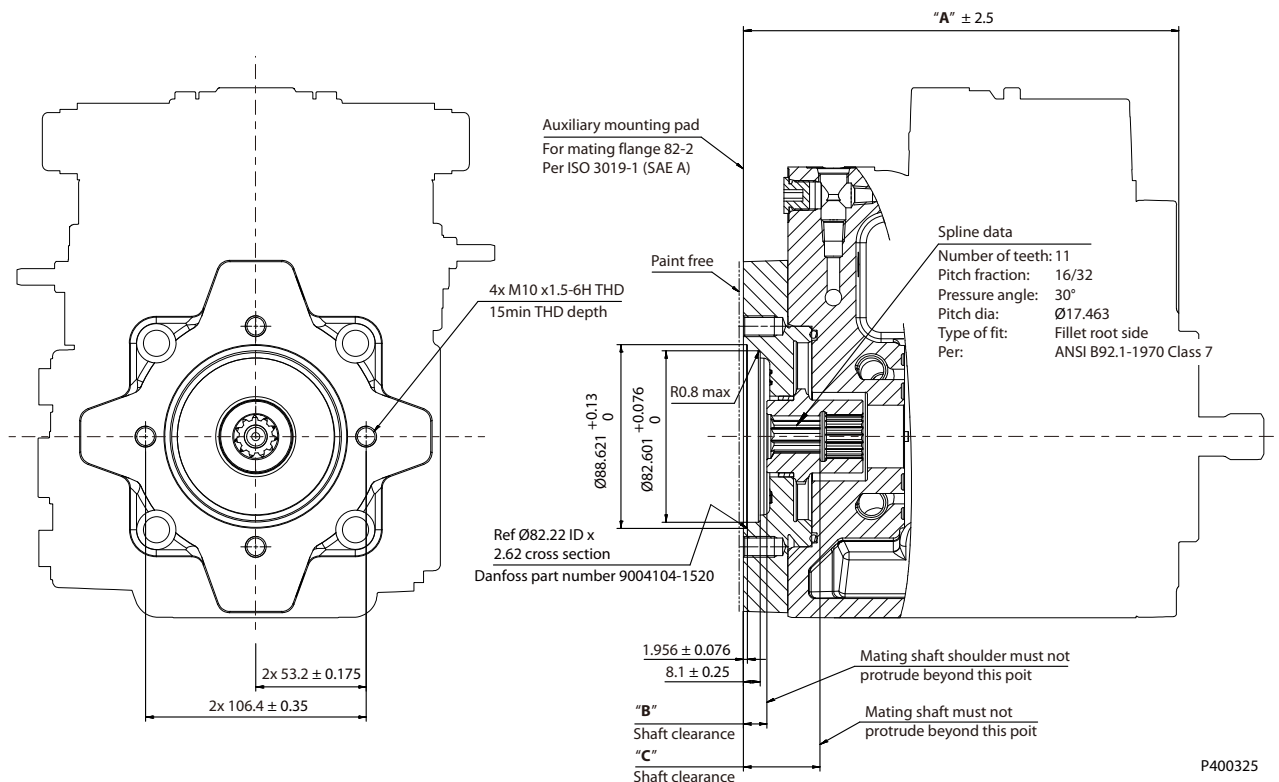 "A" ± 2.5
Auxiliary mounting pad
For mating flange 82-2
Per ISO 3019-1 (SAE A)
Spline data
Number of teeth: 11
Pitch fraction: 16/32
Pressure angle: 30°
Pitch dia: Ø17.463
Type of fit: Fillet root side
Per: ANSI B92.1-1970 Class 7
Paint free
4x M10 x1.5-6H THD
15min THD depth
R0.8 max
Ø88.621 +0.13 0
Ø82.601 +0.076 0
Ref Ø82.22 ID x
2.62 cross section
Danfoss part number 9004104-1520
1.956 ± 0.076
8.1 ± 0.25
2x 53.2 ± 0.175
2x 106.4 ± 0.35
Mating shaft shoulder must not
protrude beyond this poit
"B"
Shaft clearance
Mating shaft must not
protrude beyond this poit
"C"
Shaft clearance
P400325